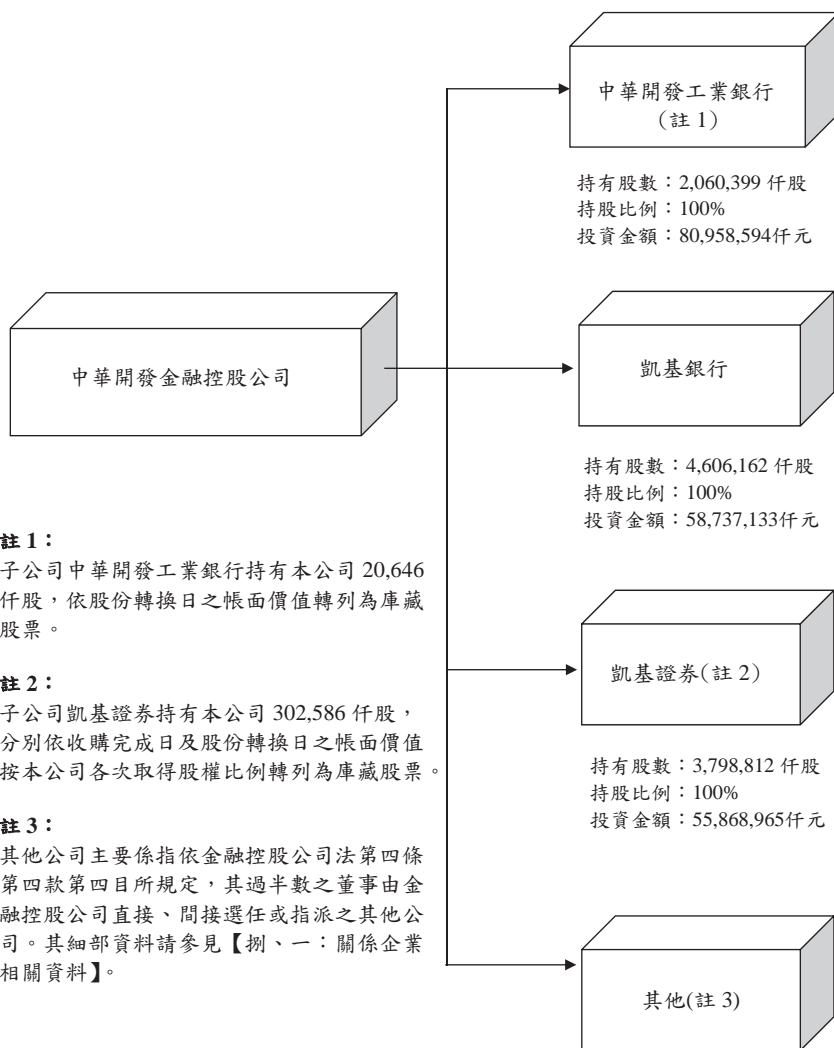 中華開發工業銀行
(註 1)
持有股數：2,060,399 仟股
持股比例：100%
投資金額：80,958,594仟元
中華開發金融控股公司
凱基銀行
持有股數：4,606,162 仟股
持股比例：100%
投資金額：58,737,133仟元
註 1：
子公司中華開發工業銀行持有本公司 20,646
仟股，依股份轉換日之帳面價值轉列為庫藏
股票。
註 2：
子公司凱基證券持有本公司 302,586 仟股，
分別依收購完成日及股份轉換日之帳面價值
按本公司各次取得股權比例轉列為庫藏股票。
凱基證券(註 2)
持有股數：3,798,812 仟股
持股比例：100%
投資金額：55,868,965仟元
註 3：
其他公司主要係指依金融控股公司法第四條
第四款第四目所規定，其過半數之董事由金
融控股公司直接、間接選任或指派之其他公
司。其細部資料請參見【捌、一：關係企業
相關資料】。
其他(註 3)